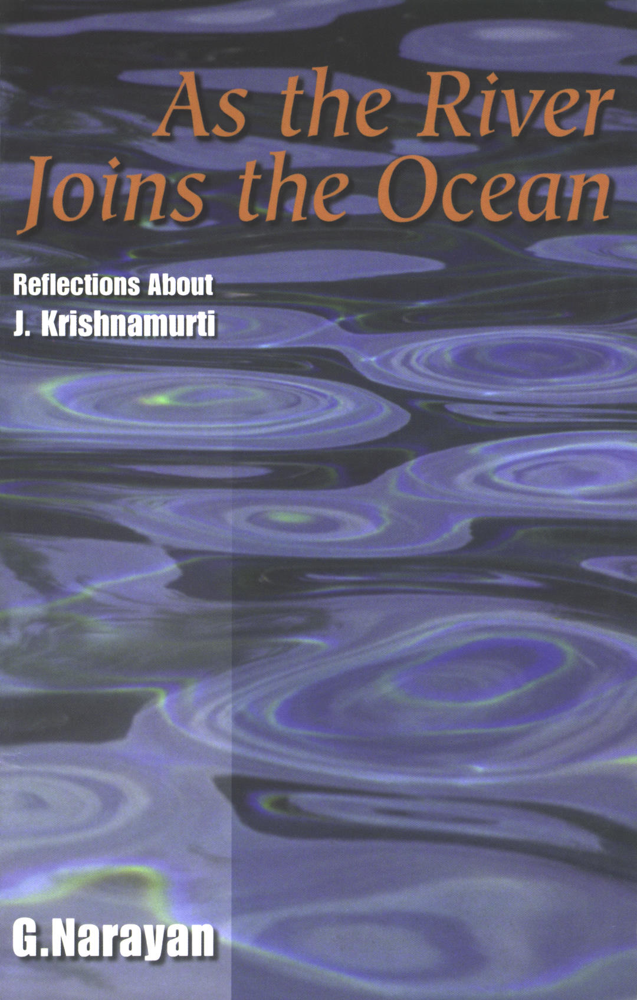 As the River
Joins the Ocean
Reflections About
J. Krishnamurti
G.Narayan